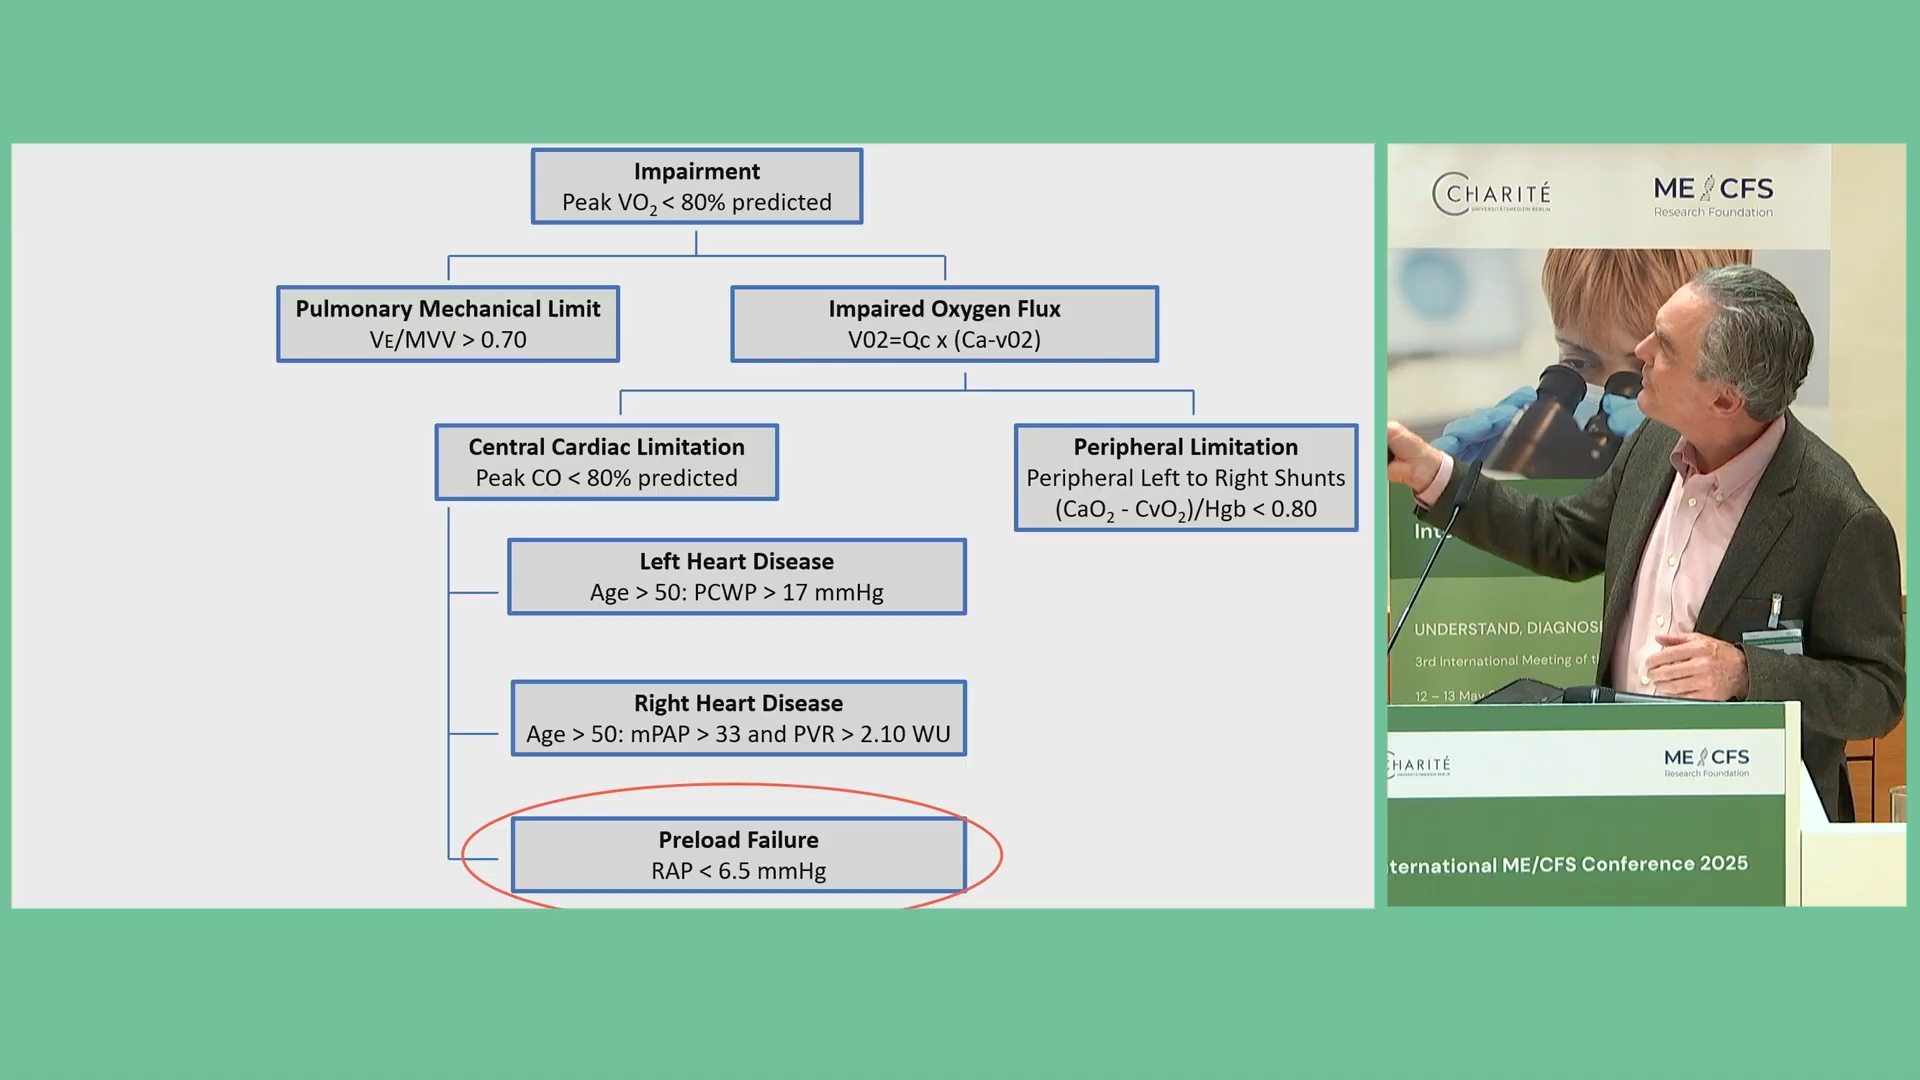 Impairment
Peak VO₂ < 80% predicted
Pulmonary Mechanical Limit
VE/MVV > 0.70
Impaired Oxygen Flux
V02=Qc x (Ca-v02)
Central Cardiac Limitation
Peak CO < 80% predicted
Peripheral Limitation
Peripheral Left to Right Shunts
(CaO₂ - CvO₂)/Hgb < 0.80
Left Heart Disease
Age > 50: PCWP > 17 mmHg
Right Heart Disease
Age > 50: mPAP > 33 and PVR > 2.10 WU
Preload Failure
RAP < 6.5 mmHg
CHARITÉ
UNIVERSITÄTSMEDIZIN BERLIN
ME CFS
Research Foundation
Inte
UNDERSTAND, DIAGNOS
3rd International Meeting of t
12 – 13 May
CHARITÉ
ME CFS
Research Foundation
ternational ME/CFS Conference 2025